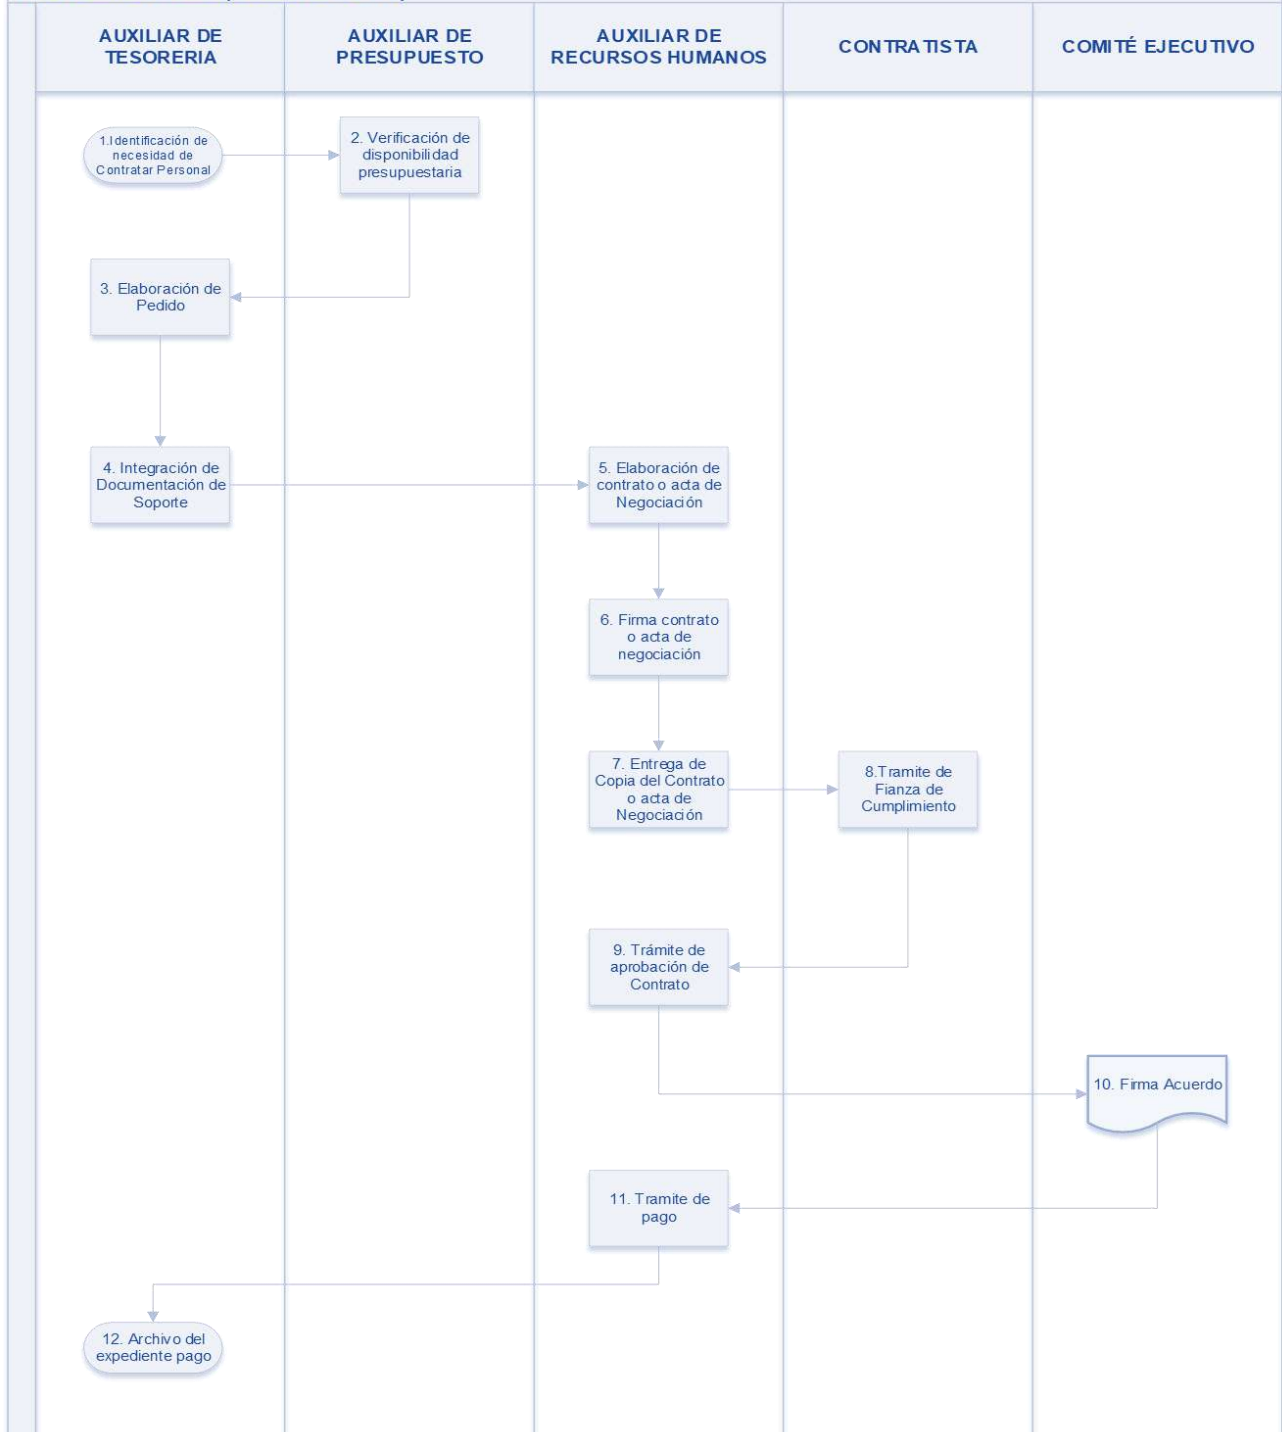 AUXILIAR DE
TESORERIA
AUXILIAR DE
PRESUPUESTO
AUXILIAR DE
RECURSOS HUMANOS
CONTRATISTA
COMITÉ EJECUTIVO
1.Identificación de
necesidad de
Contratar Personal
2. Verificación de
disponibilidad
presupuestaria
3. Elaboración de
Pedido
4. Integración de
Documentación de
Soporte
5. Elaboración de
contrato o acta de
Negociación
6. Firma contrato
o acta de
negociación
7. Entrega de
Copia del Contrato
o acta de
Negociación
8.Tramite de
Fianza de
Cumplimiento
9. Trámite de
aprobación de
Contrato
10. Firma Acuerdo
11. Tramite de
pago
12. Archivo del
expediente pago